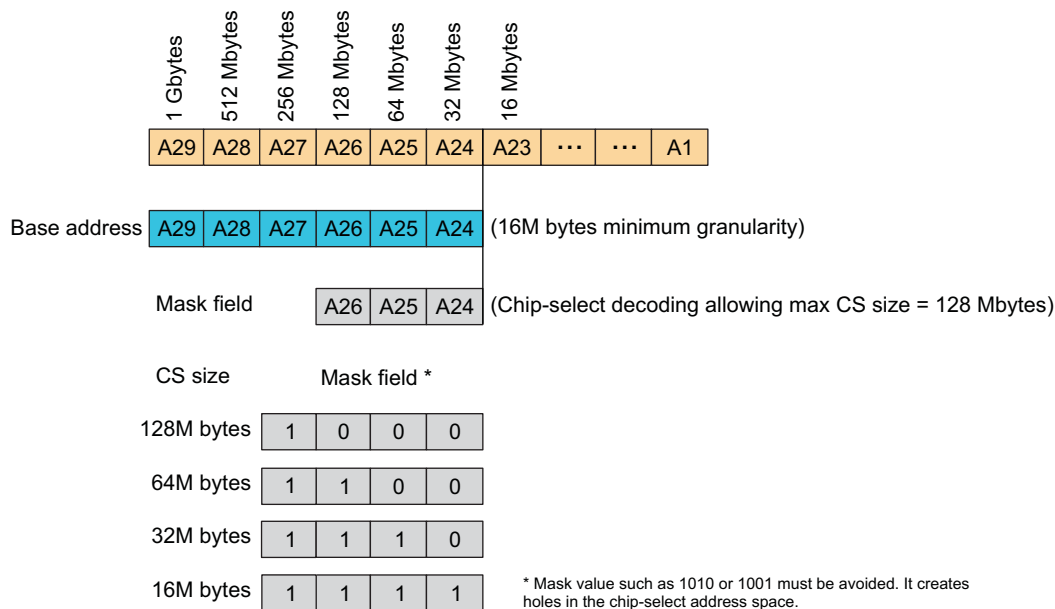 1 Gbytes 512 Mbytes 256 Mbytes 128 Mbytes 64 Mbytes 32 Mbytes 16 Mbytes
A29 A28 A27 A26 A25 A24 A23 ... ... A1
Base address A29 A28 A27 A26 A25 A24 (16M bytes minimum granularity)
Mask field A26 A25 A24 (Chip-select decoding allowing max CS size = 128 Mbytes)
CS size Mask field *
128M bytes 1 0 0 0
64M bytes 1 1 0 0
32M bytes 1 1 1 0
16M bytes 1 1 1 1
* Mask value such as 1010 or 1001 must be avoided. It creates
holes in the chip-select address space.